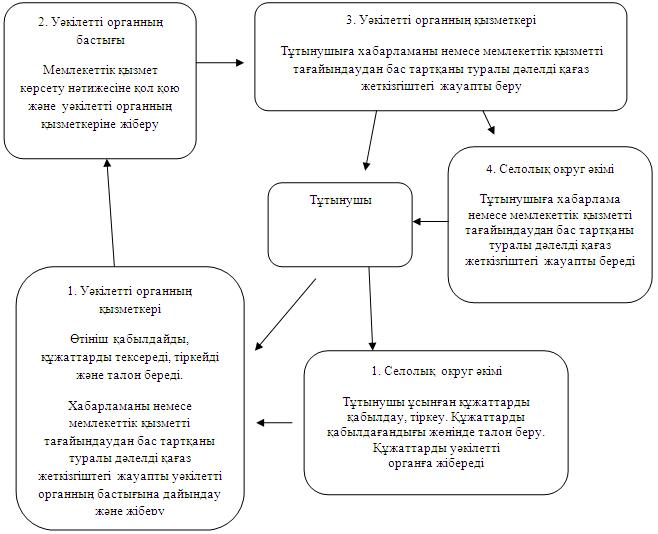 2. Уәкілетті органның
бастығы
Мемлекеттік қызмет
көрсету нәтижесіне қол қою
және уәкілетті органның
қызметкеріне жіберу
3. Уәкілетті органның қызметкері
Тұтынушыға хабарламаны немесе мемлекеттік қызметті
тағайындаудан бас тартқаны туралы дәлелді қағаз
жеткізгіштегі жауапты беру
4. Селолық округ әкімі
Тұтынушыға хабарлама
немесе мемлекеттік қызметті
тағайындаудан бас тартқаны
туралы дәлелді қағаз
жеткізгіштегі жауапты береді
Тұтынушы
1. Уәкілетті органның
қызметкері
Өтініш қабылдайды,
құжаттарды тексереді, тіркейді
және талон береді.
Хабарламаны немесе
мемлекеттік қызметті
тағайындаудан бас тартқаны
туралы дәлелді қағаз
жеткізгіштегі жауапты уәкілетті
органның бастығына дайындау
және жіберу
1. Селолық округ әкімі
Тұтынушы ұсынған құжаттарды
қабылдау, тіркеу. Құжаттарды
қабылдағандығы жөнінде талон беру.
Құжаттарды уәкілетті
органға жібереді